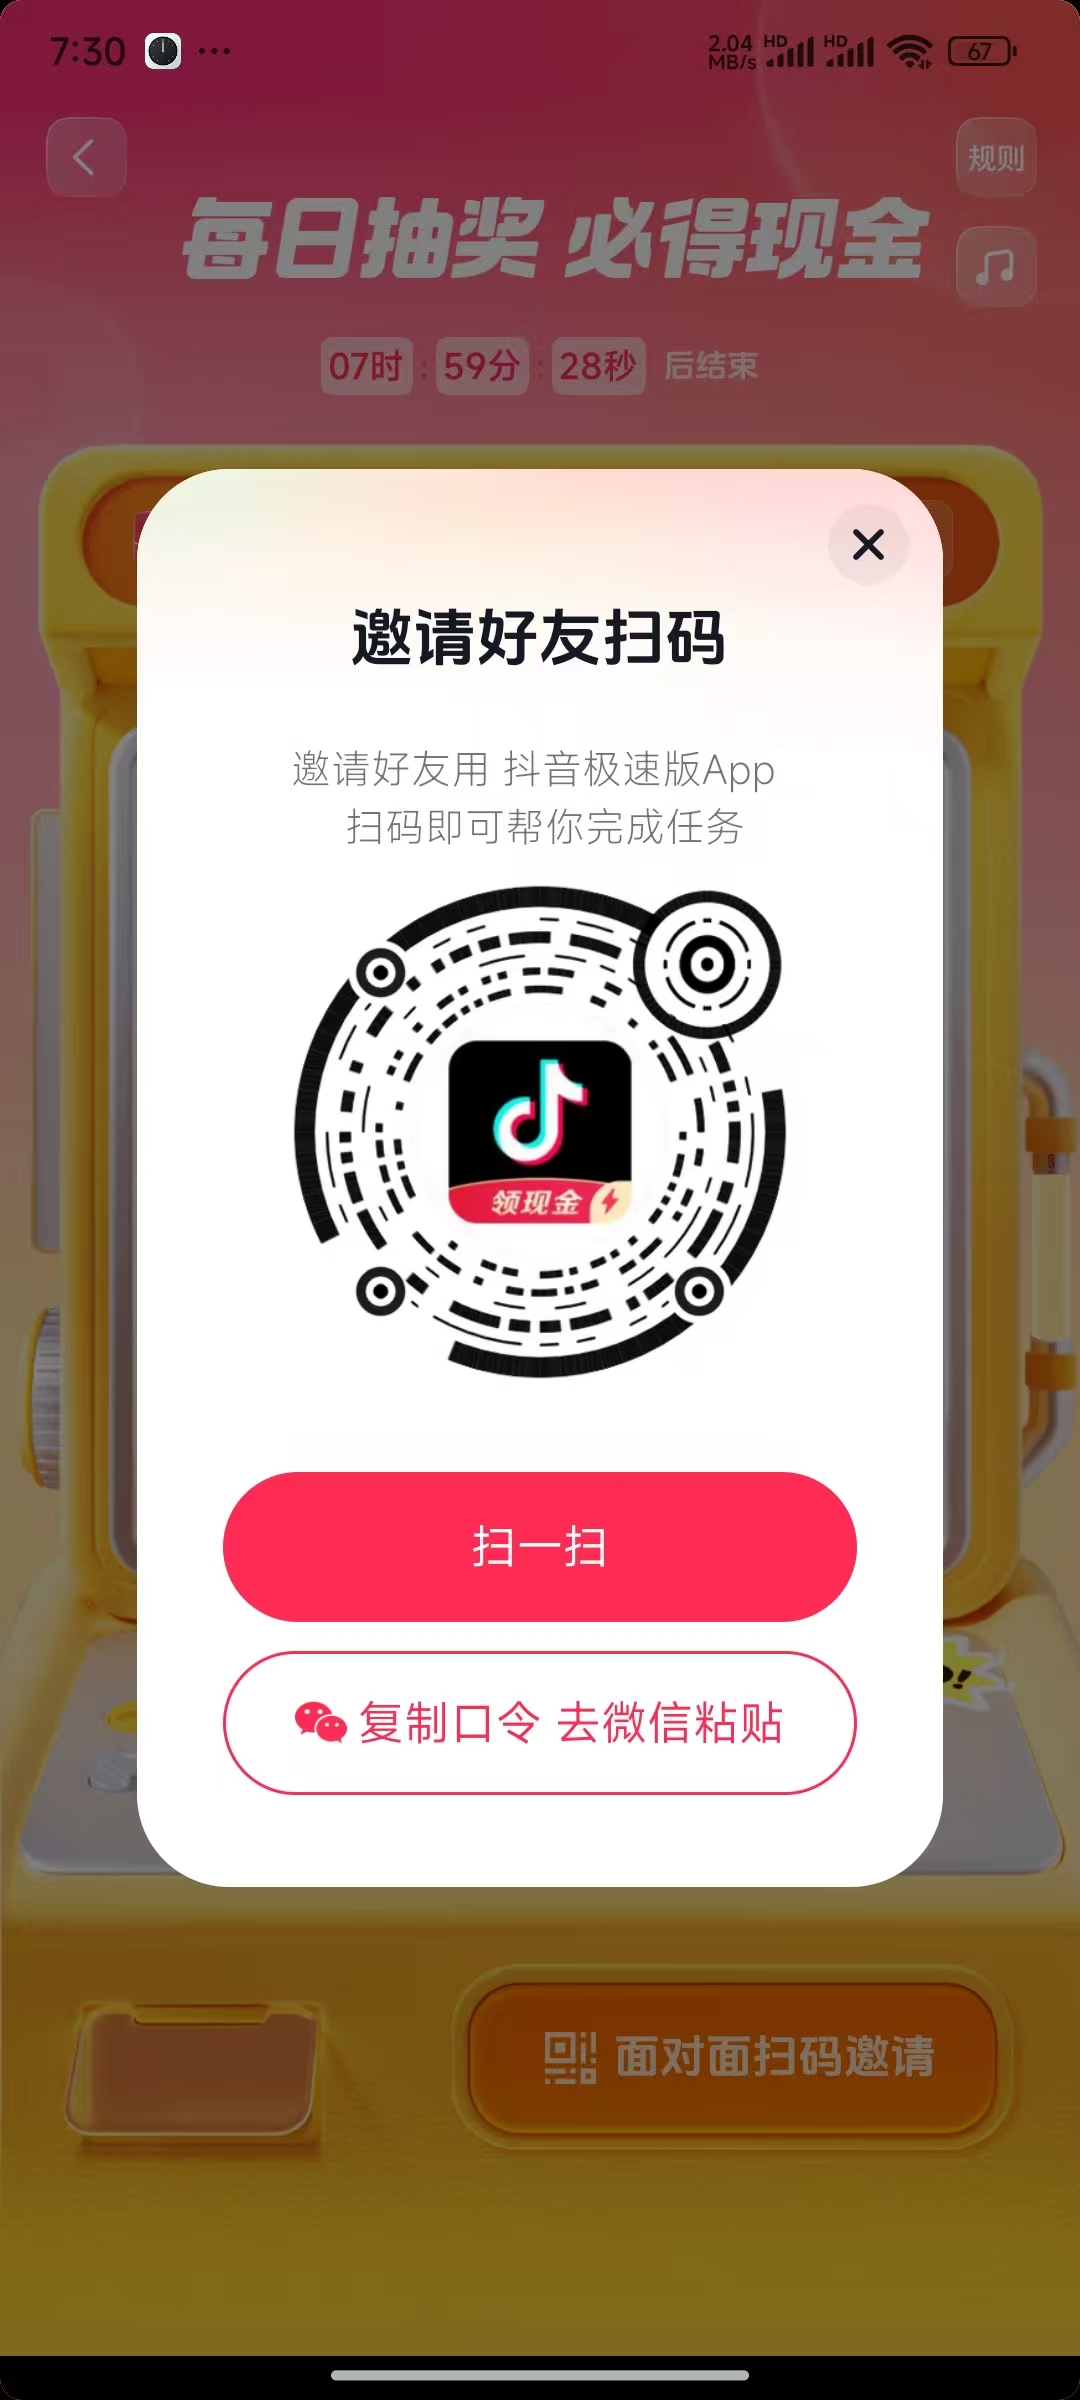 7:30
2.04
MB/s
HD
HD
67
规则
每日抽奖 必得现金
07时:59分:28秒 后结束
邀请好友扫码
邀请好友用 抖音极速版App
扫码即可帮你完成任务
领现金
扫一扫
复制口令 去微信粘贴
面对面扫码邀请